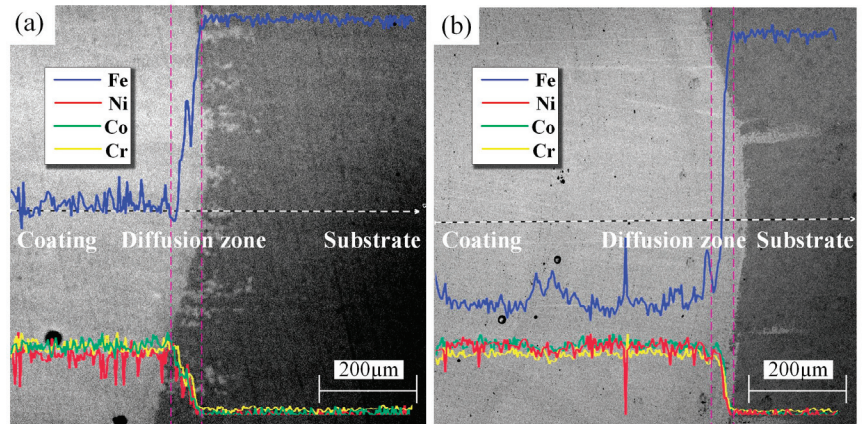 (a)
Fe
Ni
Co
Cr
Coating Diffusion zone Substrate
200μm
(b)
Fe
Ni
Co
Cr
Coating Diffusion zone Substrate
200μm